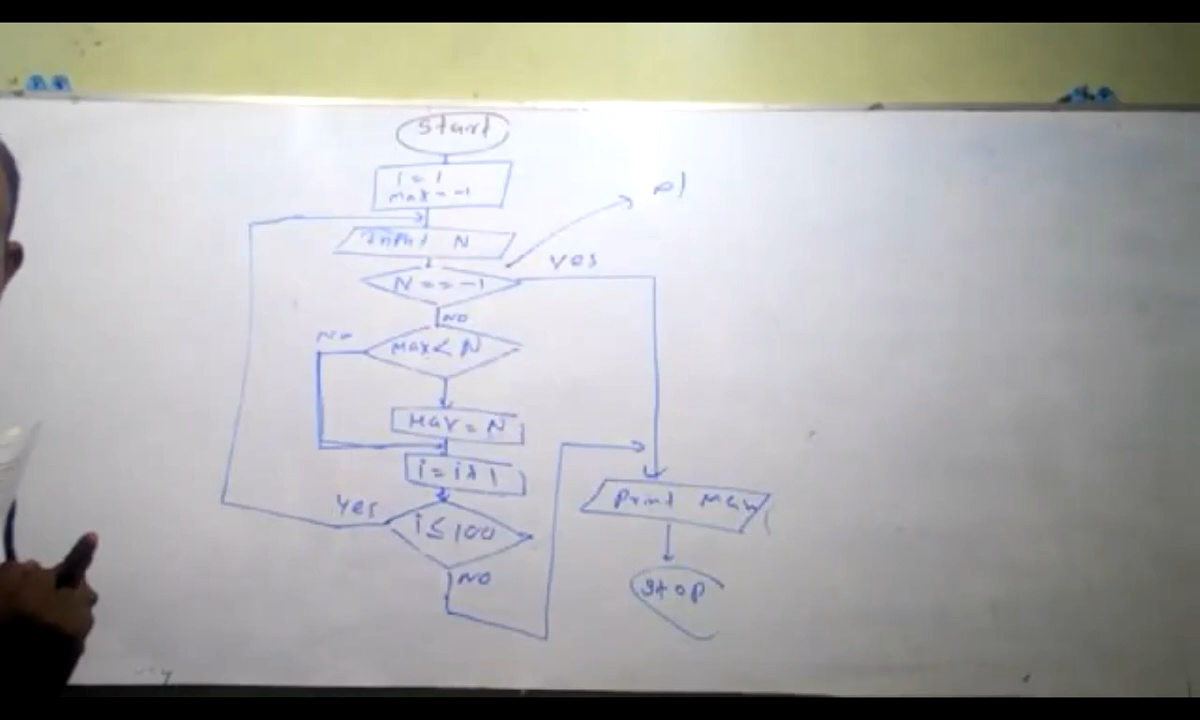 Start
i = 1
max = -1
Input N
a)
N == -1
Yes
No
No
max < N
Max = N
i = i + 1
Yes
i ≤ 100
No
Print Max
Stop